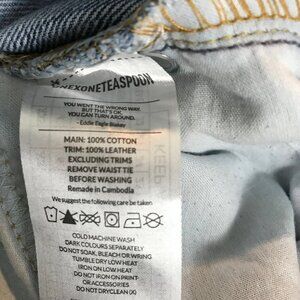 #XONEXONETEASPOON
YOU WENT THE WRONG WAY.
BUT THAT'S OK.
YOU CAN TURN AROUND.
- Eddie Eagle Blakey
MAIN: 100% COTTON
TRIM: 100% LEATHER
EXCLUDING TRIMS
REMOVE WAIST TIE
BEFORE WASHING
Remade in Cambodia
We suggest the following care be taken
COLD MACHINE WASH
DARK COLOURS SEPARATELY
DO NOT SOAK, BLEACH OR WRING
TUMBLE DRY LOW HEAT
IRON ON LOW HEAT
DO NOT IRON ON PRINT
OR ACCESSORIES
DO NOT DRYCLEAN (X)